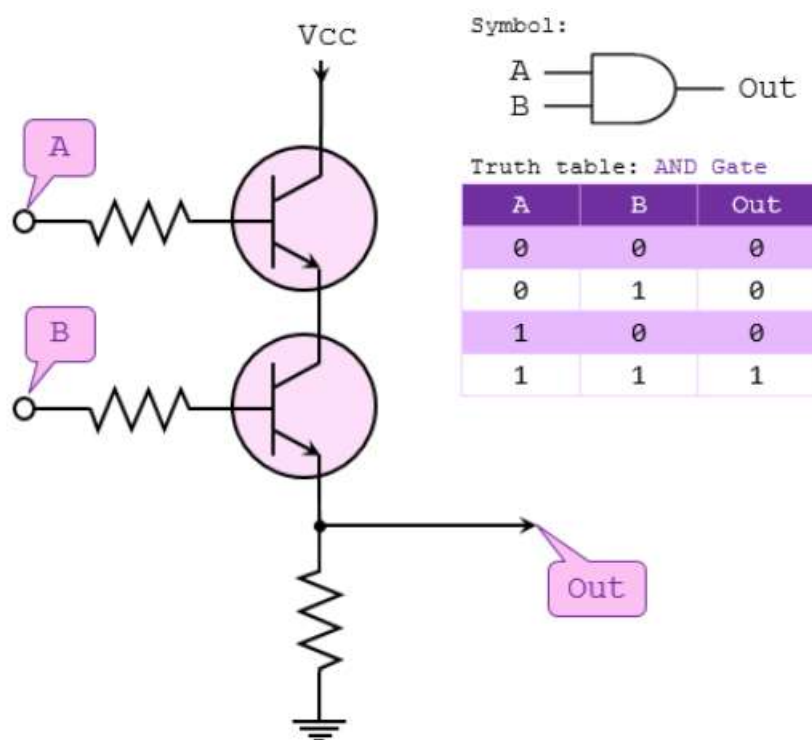 Vcc
A
B
Out
Symbol:
A
B
Out
Truth table: AND Gate
A B Out
0 0 0
0 1 0
1 0 0
1 1 1